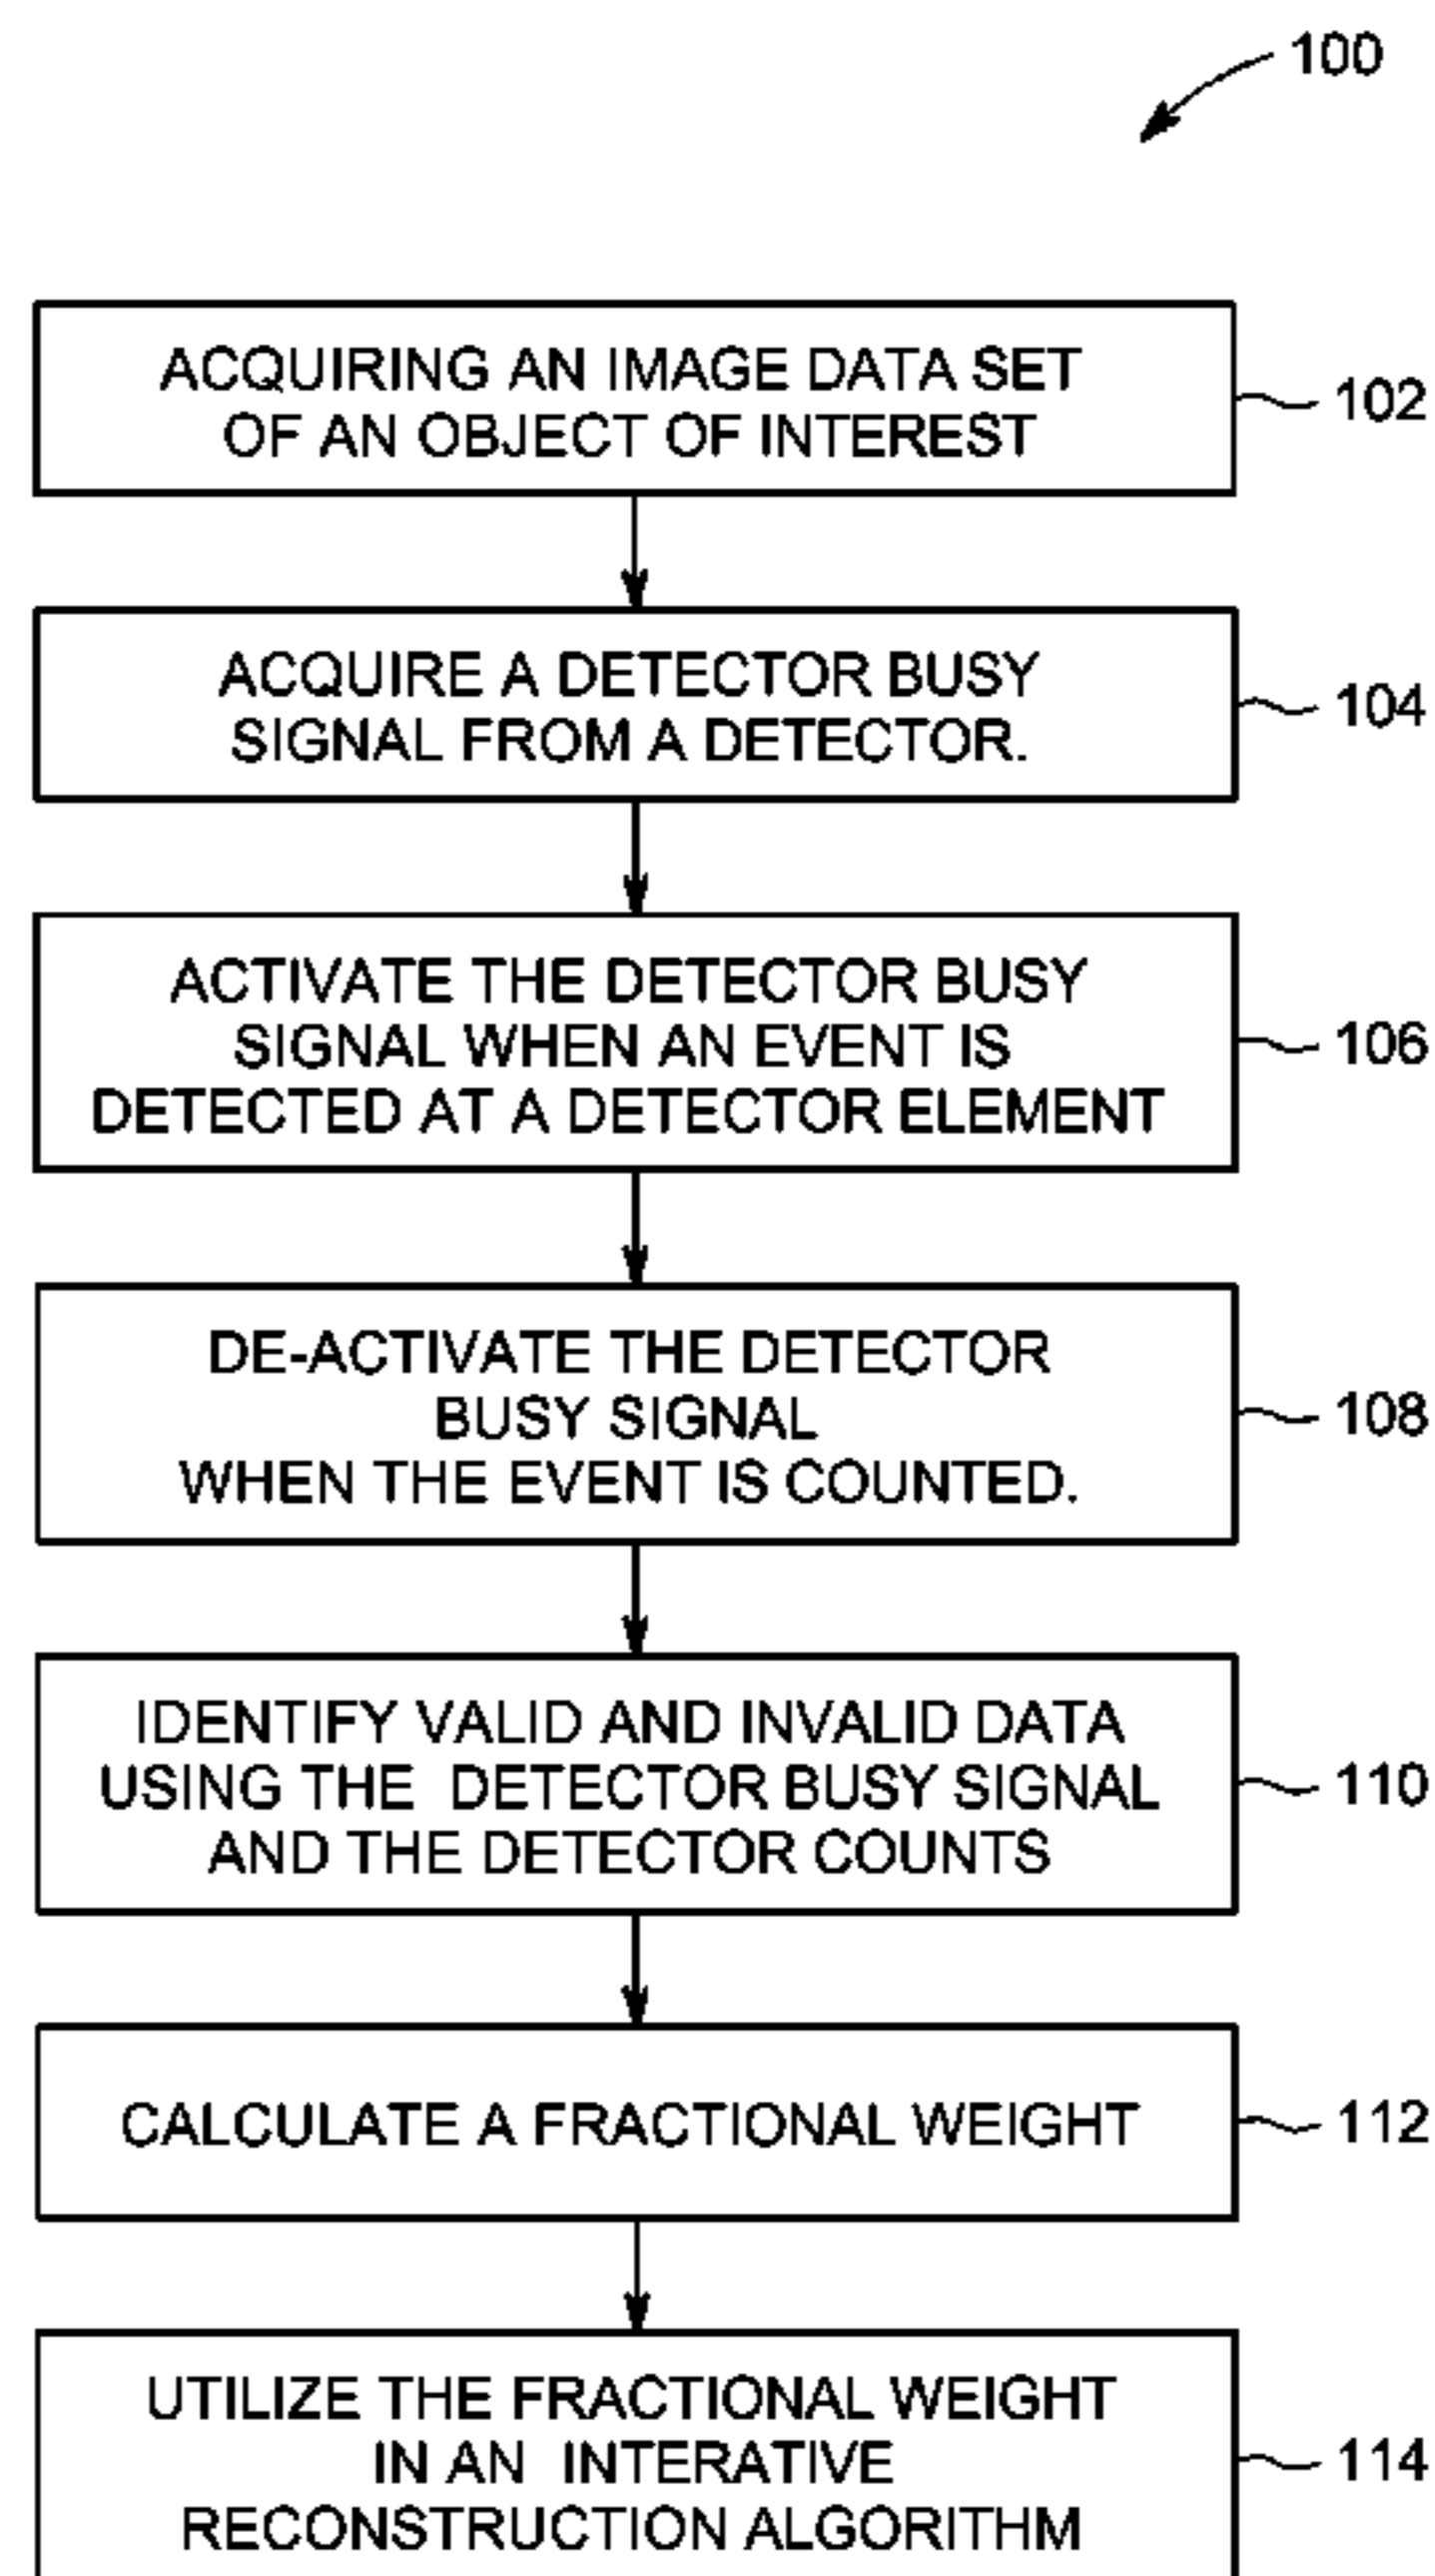 100
ACQUIRING AN IMAGE DATA SET
OF AN OBJECT OF INTEREST
102
ACQUIRE A DETECTOR BUSY
SIGNAL FROM A DETECTOR.
104
ACTIVATE THE DETECTOR BUSY
SIGNAL WHEN AN EVENT IS
DETECTED AT A DETECTOR ELEMENT
106
DE-ACTIVATE THE DETECTOR
BUSY SIGNAL
WHEN THE EVENT IS COUNTED.
108
IDENTIFY VALID AND INVALID DATA
USING THE DETECTOR BUSY SIGNAL
AND THE DETECTOR COUNTS
110
CALCULATE A FRACTIONAL WEIGHT
112
UTILIZE THE FRACTIONAL WEIGHT
IN AN INTERATIVE
RECONSTRUCTION ALGORITHM
114